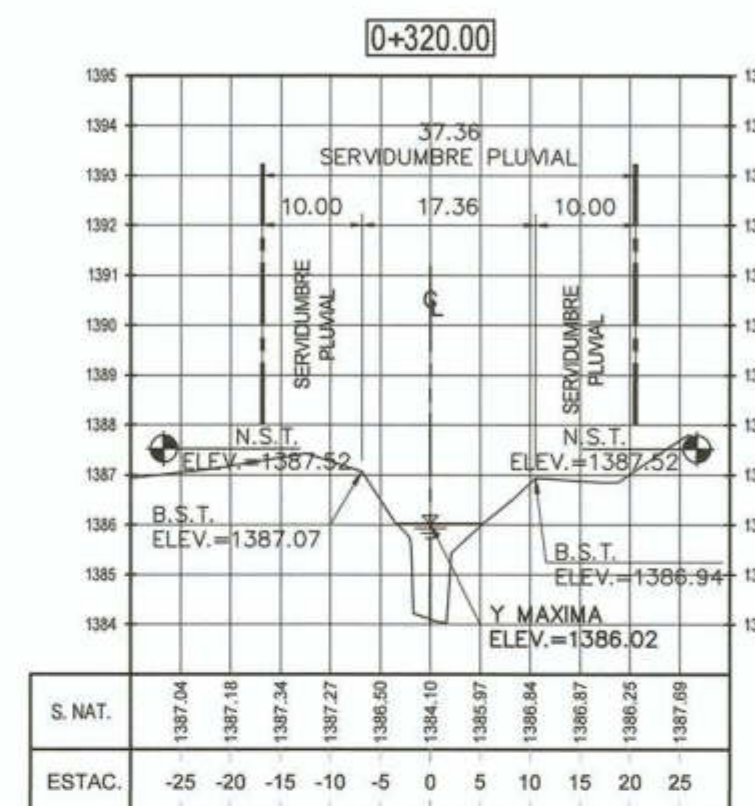 0+320.00
1395
1394
1393
1392
1391
1390
1389
1388
1387
1386
1385
1384
37.36
SERVIDUMBRE PLUVIAL
10.00 17.36 10.00
SERVIDUMBRE
PLUVIAL
SERVIDUMBRE
PLUVIAL
CL
N.S.T.
ELEV.=1387.52
N.S.T.
ELEV.=1387.52
B.S.T.
ELEV.=1387.07
B.S.T.
ELEV.=1386.94
Y MAXIMA
ELEV.=1386.02
S. NAT. 1387.04 1387.18 1387.34 1387.27 1386.50 1384.10 1385.97 1386.84 1386.87 1386.25 1387.69
ESTAC. -25 -20 -15 -10 -5 0 5 10 15 20 25